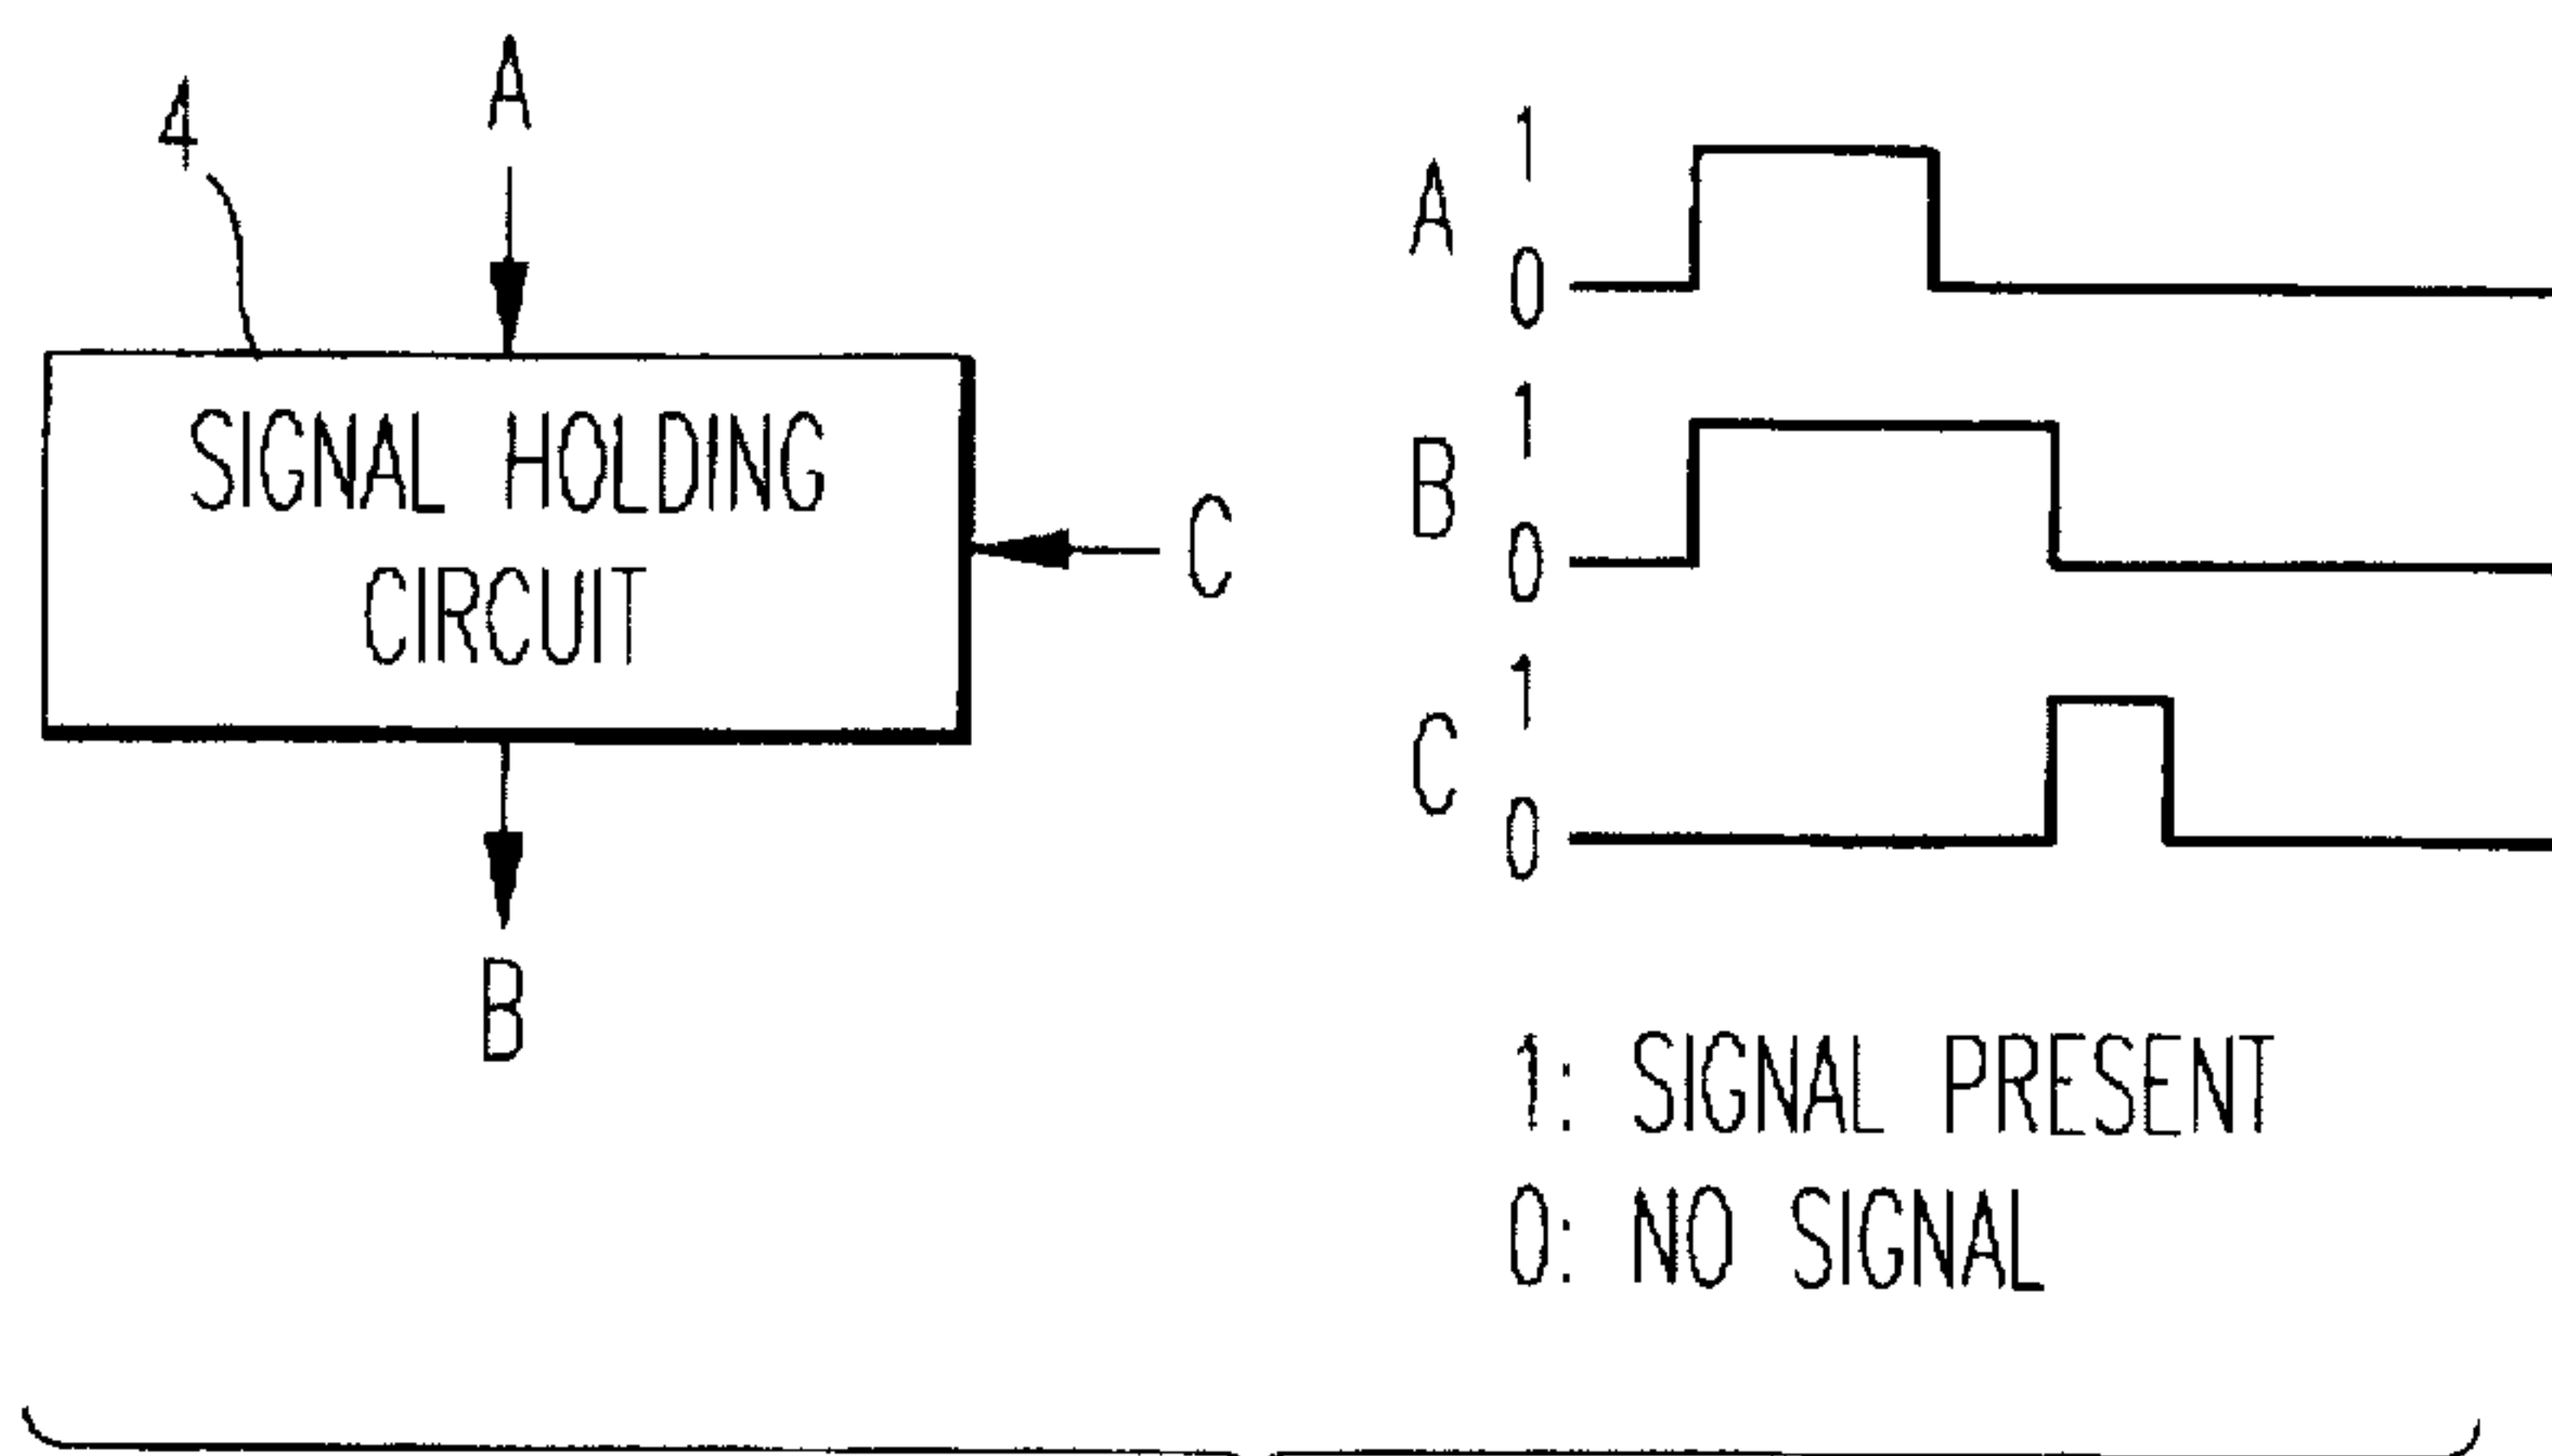 4
A
SIGNAL HOLDING
CIRCUIT
C
B
A
1
0
B
1
0
C
1
0
1: SIGNAL PRESENT
0: NO SIGNAL